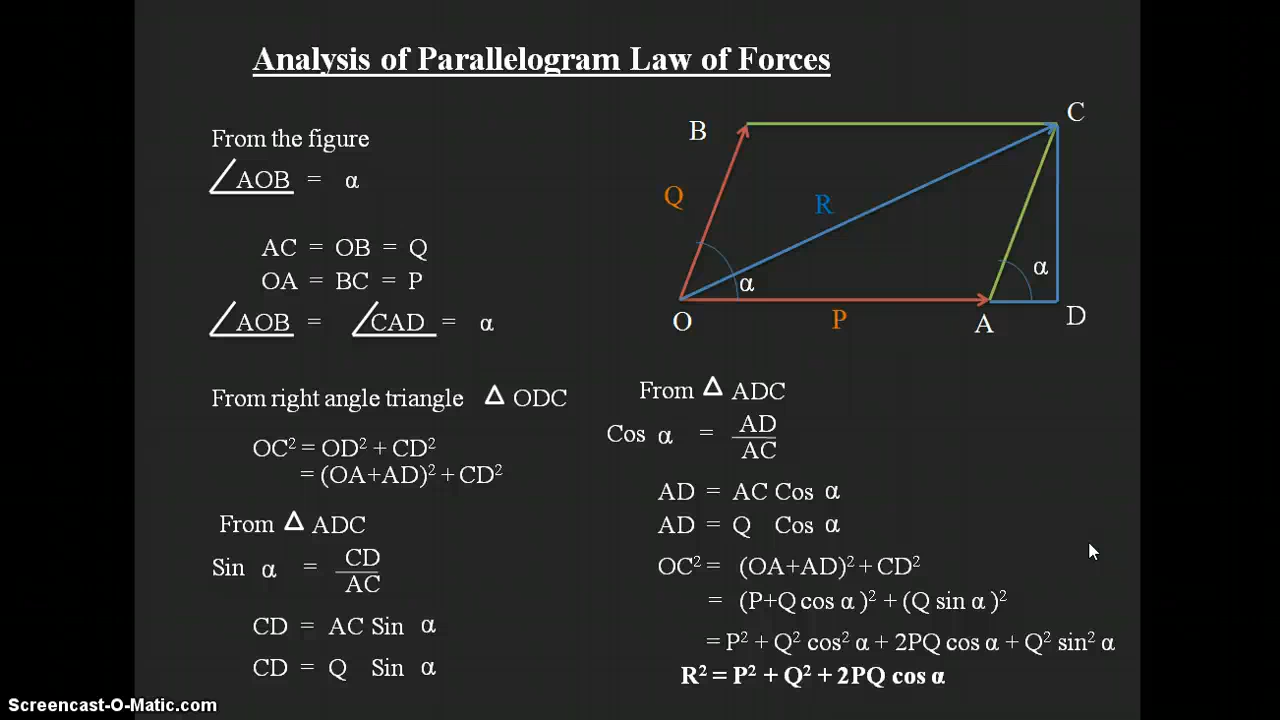 Analysis of Parallelogram Law of Forces
From the figure
∠AOB = α
AC = OB = Q
OA = BC = P
∠AOB = ∠CAD = α
From right angle triangle Δ ODC
OC² = OD² + CD²
= (OA+AD)² + CD²
From Δ ADC
Sin α = CD
AC
CD = AC Sin α
CD = Q Sin α
B
C
Q
R
α
α
O
P
A
D
From Δ ADC
Cos α = AD
AC
AD = AC Cos α
AD = Q Cos α
OC² = (OA+AD)² + CD²
= (P+Q cos α )² + (Q sin α )²
= P² + Q² cos² α + 2PQ cos α + Q² sin² α
R² = P² + Q² + 2PQ cos α
Screencast-O-Matic.com